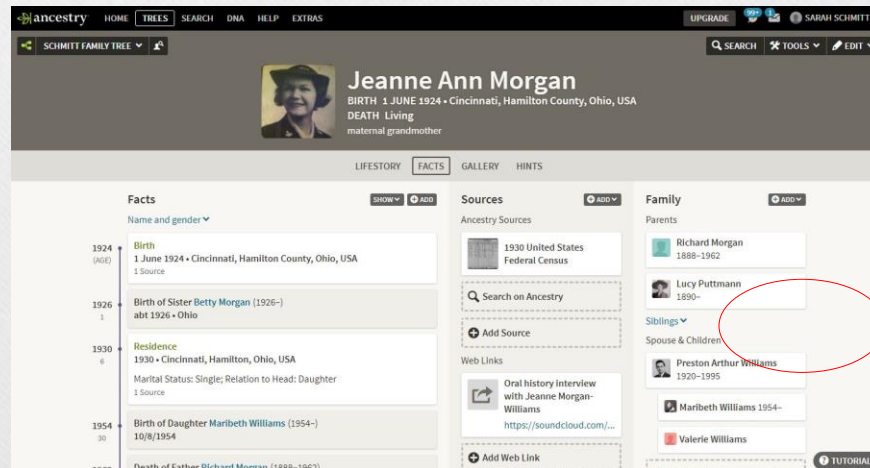 ancestry HOME TREES SEARCH DNA HELP EXTRAS UPGRADE 99+ 1 SARAH SCHMITT
SCHMITT FAMILY TREE SEARCH TOOLS EDIT
Jeanne Ann Morgan
BIRTH 1 JUNE 1924 • Cincinnati, Hamilton County, Ohio, USA
DEATH Living
maternal grandmother
LIFESTORY FACTS GALLERY HINTS
Facts SHOW ADD
Name and gender
1924
(AGE)
Birth
1 June 1924 • Cincinnati, Hamilton County, Ohio, USA
1 Source
1926
1
Birth of Sister Betty Morgan (1926–)
abt 1926 • Ohio
1930
6
Residence
1930 • Cincinnati, Hamilton, Ohio, USA
Marital Status: Single; Relation to Head: Daughter
1 Source
1954
30
Birth of Daughter Maribeth Williams (1954–)
10/8/1954
Death of Father Richard Morgan (1888–1962)
Sources ADD
Ancestry Sources
1930 United States
Federal Census
Search on Ancestry
Add Source
Web Links
Oral history interview
with Jeanne Morgan-
Williams
https://soundcloud.com/...
Add Web Link
Family ADD
Parents
Richard Morgan
1888–1962
Lucy Puttmann
1890–
Siblings
Spouse & Children
Preston Arthur Williams
1920–1995
Maribeth Williams 1954–
Valerie Williams
TUTORIAL